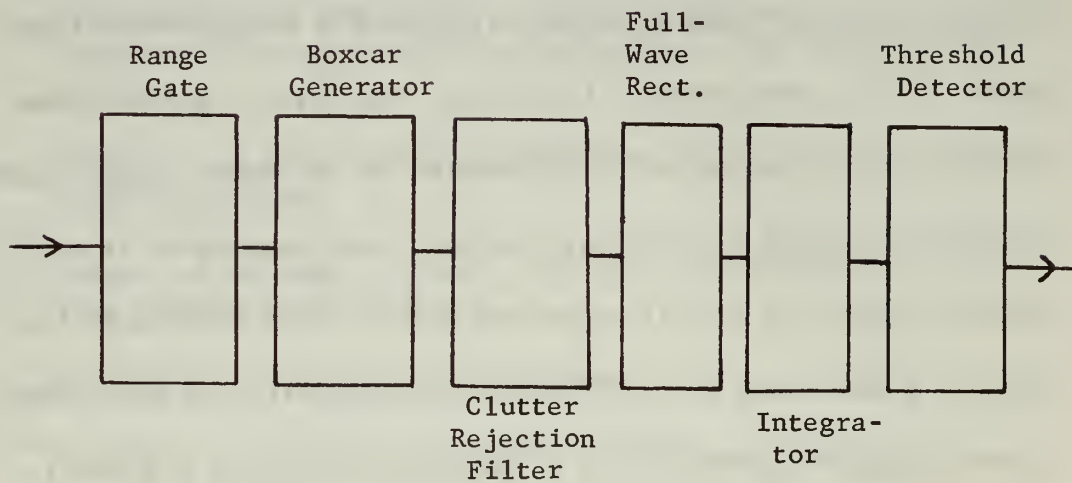 Range
Gate
Boxcar
Generator
Full-
Wave
Rect.
Threshold
Detector
Clutter
Rejection
Filter
Integra-
tor